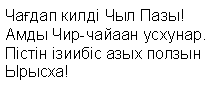 Чағдап килді Чыл Пазы!
Амды Чир-чайаан усхунар.
Пістін ізиибіс азых ползын
Ырысха!